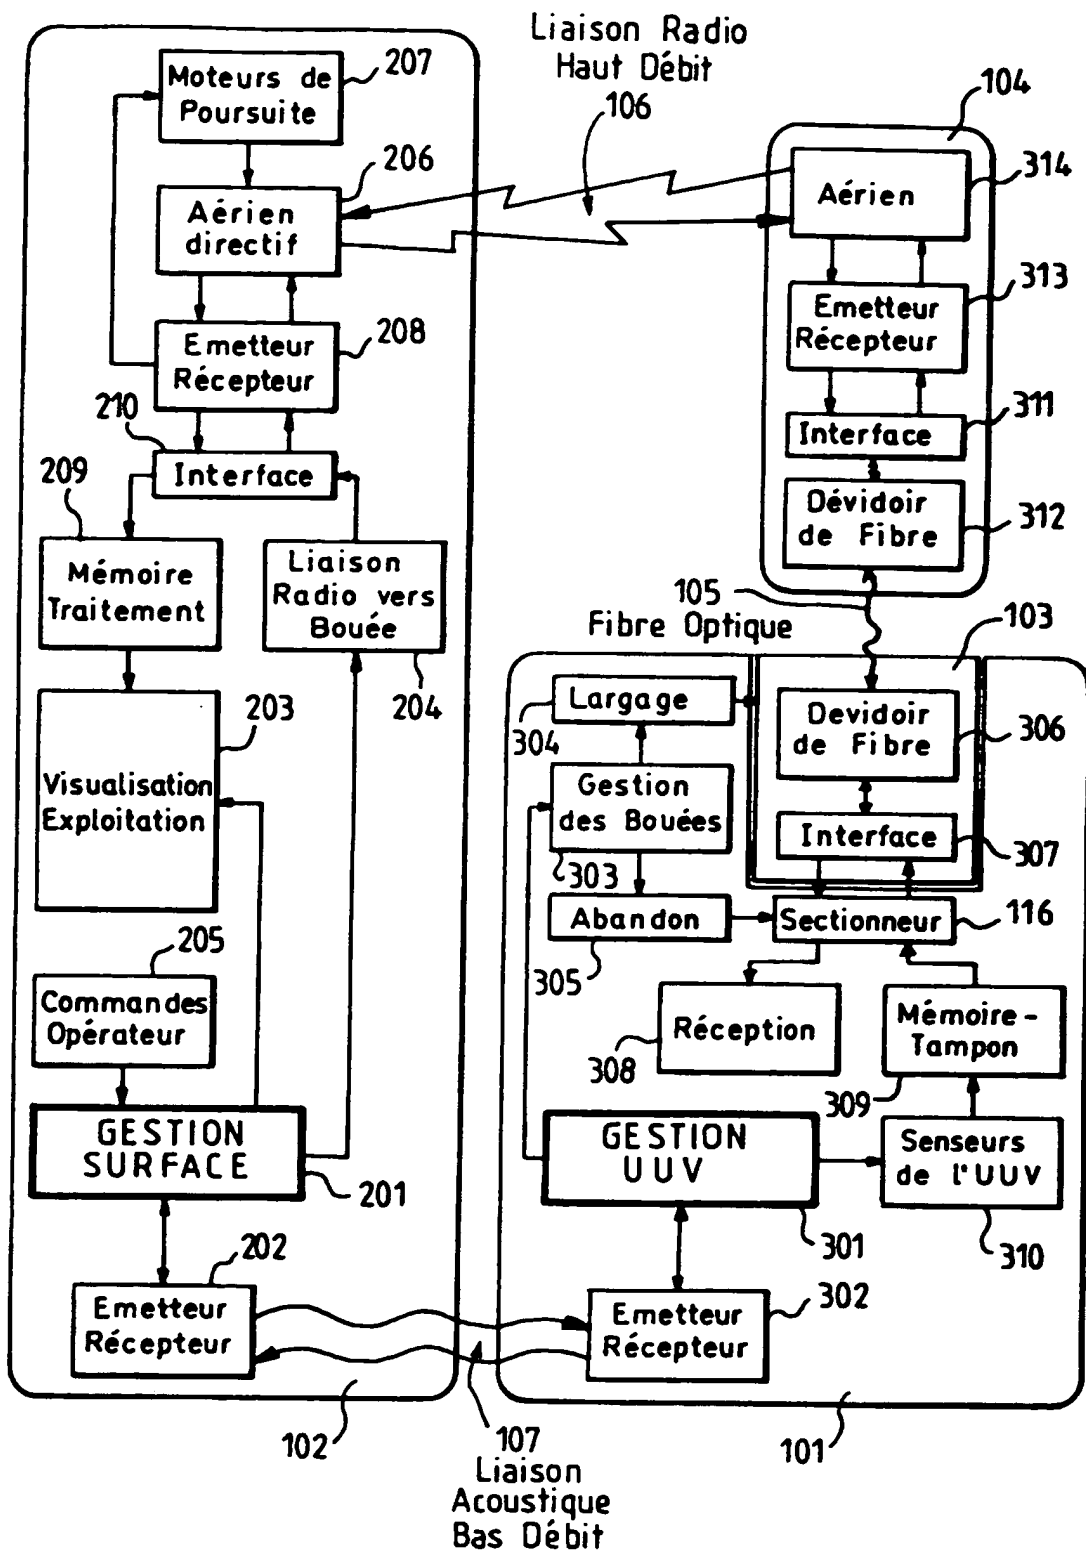 Liaison Radio
Haut Débit
106
207
Moteurs de
Poursuite
206
Aérien
directif
208
Emetteur
Récepteur
210
Interface
209
Mémoire
Traitement
Liaison
Radio vers
Bouée
204
203
Visualisation
Exploitation
205
Commandes
Opérateur
GESTION
SURFACE
201
202
Emetteur
Récepteur
102
104
314
Aérien
313
Emetteur
Récepteur
311
Interface
Dévidoir
de Fibre
312
105
Fibre Optique
103
Largage
304
Devidoir
de Fibre
306
Gestion
des Bouées
303
Interface
307
Abandon
305
Sectionneur
116
Réception
308
Mémoire-
Tampon
309
GESTION
UUV
301
Senseurs
de l'UUV
310
302
Emetteur
Récepteur
107
Liaison
Acoustique
Bas Débit
101